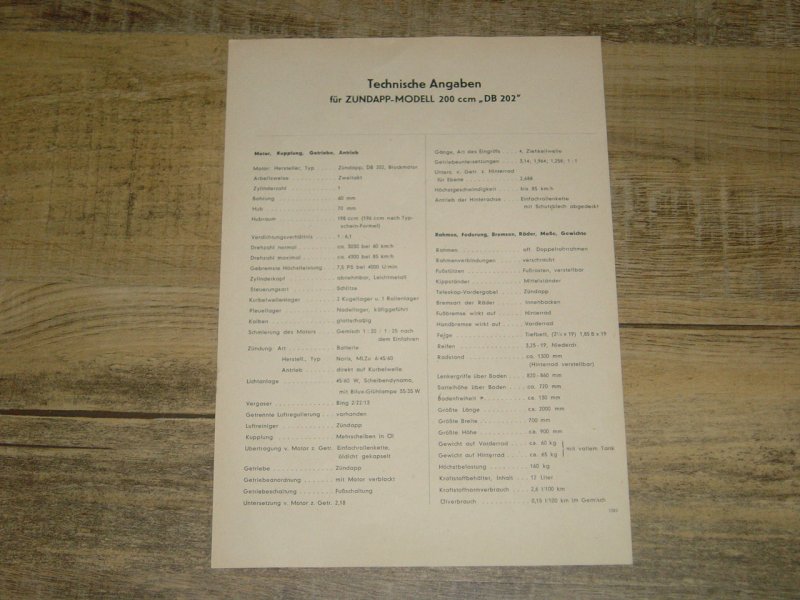 Technische Angaben
für ZUNDAPP-MODELL 200 ccm „DB 202"
Motor, Kupplung, Getriebe, Antrieb
Motor: Hersteller, Typ . . . . Zündapp, DB 202, Blockmotor
Arbeitsweise . . . . Zweitakt
Zylinderzahl . . . . 1
Bohrung . . . . 60 mm
Hub . . . . 70 mm
Hubraum . . . . 198 ccm (196 ccm nach Typ-
schein-Formel)
Verdichtungsverhältnis . . . . 1 : 6,1
Drehzahl normal . . . . ca. 3050 bei 60 km/h
Drehzahl maximal . . . . ca. 4300 bei 85 km/h
Gebremste Höchstleistung . . . . 7,5 PS bei 4000 U/min
Zylinderkopf . . . . abnehmbar, Leichtmetall
Steuerungsart . . . . Schlitze
Kurbelwellenlager . . . . 2 Kugellager u. 1 Rollenlager
Pleuellager . . . . Nadellager, käfiggeführt
Kolben . . . . glattschaftig
Schmierung des Motors . . . . Gemisch 1 : 20 / 1 : 25 nach
dem Einfahren
Zündung: Art . . . . Batterie
Herstell., Typ . . . . Noris, MLZu 6/45/60
Antrieb . . . . direkt auf Kurbelwelle
Lichtanlage . . . . 45/60 W, Scheibendynamo,
mit Bilux-Glühlampe 35/35 W
Vergaser . . . . Bing 2/22/13
Getrennte Luftregulierung . . . . vorhanden
Luftreiniger . . . . Zündapp
Kupplung . . . . Mehrscheiben in Öl
Übertragung v. Motor z. Getr. Einfachrollenkette,
öldicht gekapselt
Getriebe . . . . Zündapp
Getriebeanordnung . . . . mit Motor verblockt
Getriebeschaltung . . . . Fußschaltung
Untersetzung v. Motor z. Getr. 2,18
Gänge, Art des Eingriffs . . . . 4, Ziehkeilwelle
Getriebeuntersetzungen . . . . 3,14; 1,964; 1,258; 1 : 1
Unters. v. Getr. z. Hinterrad
für Ebene . . . . 2,688
Höchstgeschwindigkeit . . . . bis 85 km/h
Antrieb der Hinterachse . . . . Einfachrollenkette
mit Schutzblech abgedeckt
Rahmen, Federung, Bremsen, Räder, Maße, Gewichte
Rahmen . . . . off. Doppelrohrrahmen
Rahmenverbindungen . . . . verschraubt
Fußstützen . . . . Fußrasten, verstellbar
Kippständer . . . . Mittelständer
Teleskop-Vordergabel . . . . Zündapp
Bremsart der Räder . . . . Innenbacken
Fußbremse wirkt auf . . . . Hinterrad
Handbremse wirkt auf . . . . Vorderrad
Felge . . . . Tiefbett, (2¼ x 19) 1,85 B x 19
Reifen . . . . 3,25-19, Niederdr.
Radstand . . . . ca. 1300 mm
(Hinterrad verstellbar)
Lenkergriffe über Boden . . . . 820-860 mm
Sattelhöhe über Boden . . . . ca. 720 mm
Bodenfreiheit . . . . ca. 130 mm
Größte Länge . . . . ca. 2000 mm
Größte Breite . . . . 700 mm
Größte Höhe . . . . ca. 900 mm
Gewicht auf Vorderrad . . . . ca. 60 kg
mit vollem Tank
Gewicht auf Hinterrad . . . . ca. 65 kg
Höchstbelastung . . . . 160 kg
Kraftstoffbehälter, Inhalt . . . . 12 Liter
Kraftstoffnormverbrauch . . . . 2,6 l/100 km
Ölverbrauch . . . . 0,15 l/100 km im Gemisch